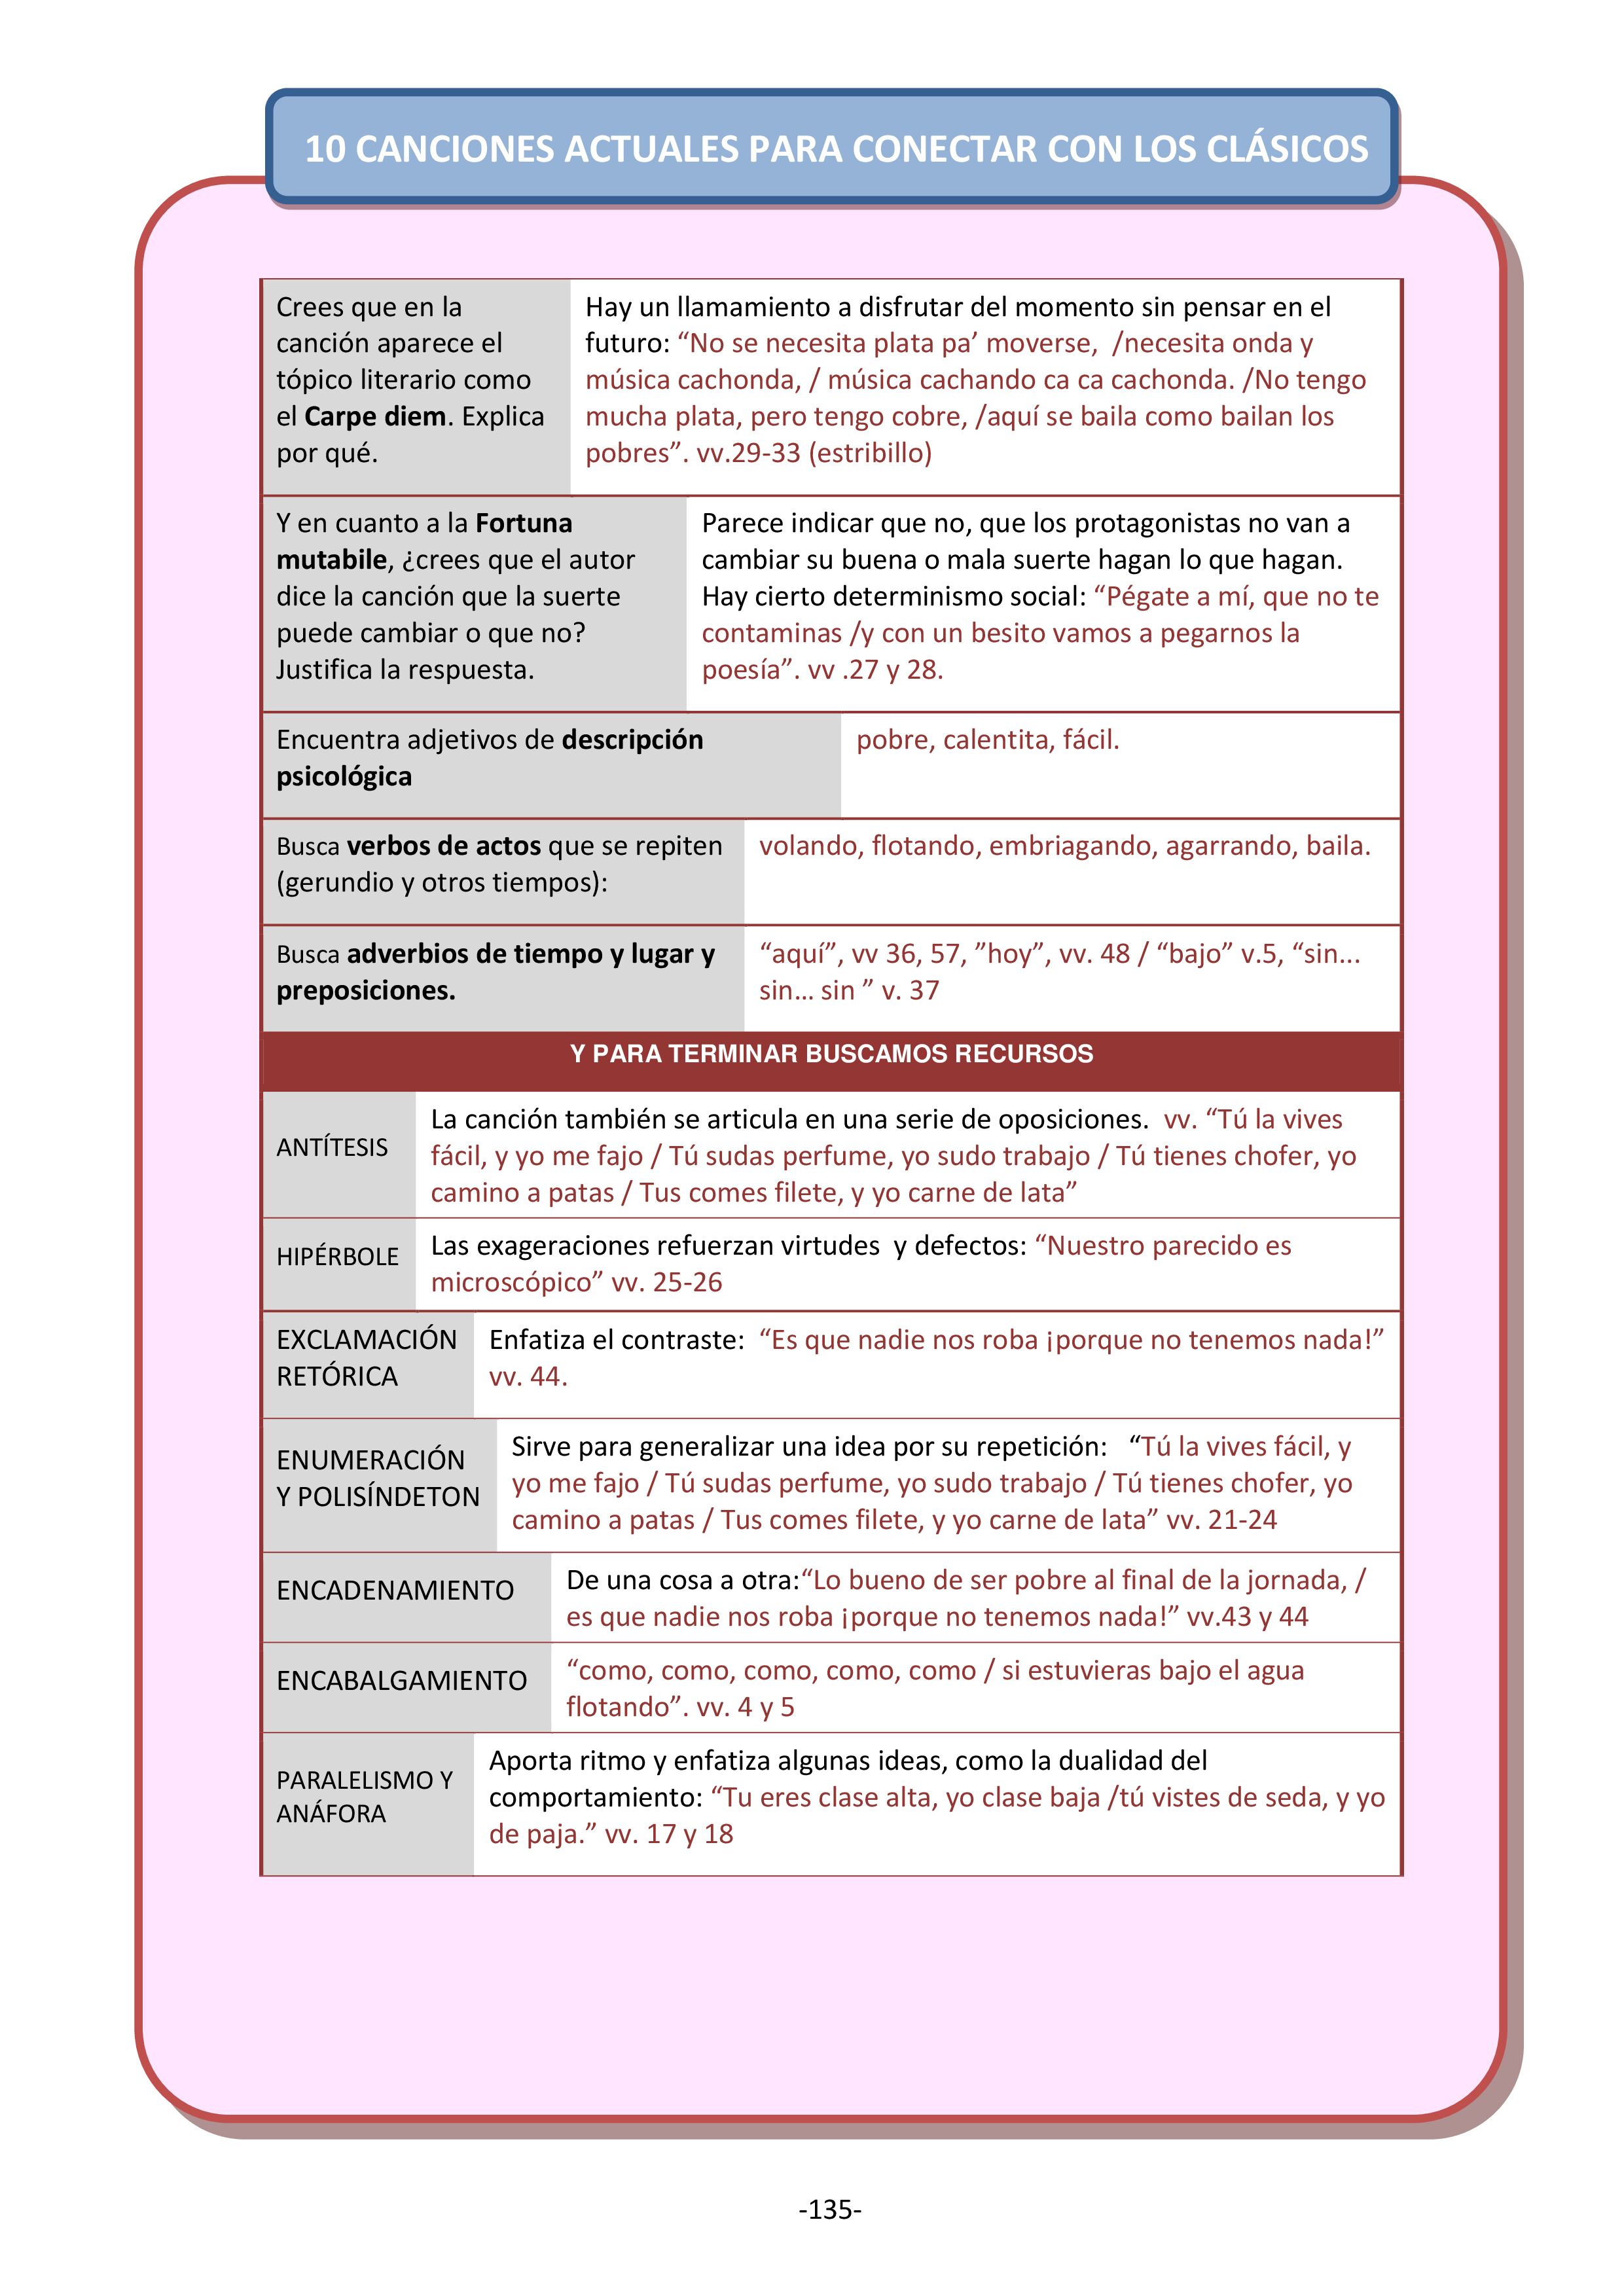 10 CANCIONES ACTUALES PARA CONECTAR CON LOS CLÁSICOS
Crees que en la
canción aparece el
tópico literario como
el Carpe diem. Explica
por qué.
Hay un llamamiento a disfrutar del momento sin pensar en el
futuro: “No se necesita plata pa’ moverse,  /necesita onda y
música cachonda, / música cachando ca ca cachonda. /No tengo
mucha plata, pero tengo cobre, /aquí se baila como bailan los
pobres”. vv.29-33 (estribillo)
Y en cuanto a la Fortuna
mutabile, ¿crees que el autor
dice la canción que la suerte
puede cambiar o que no?
Justifica la respuesta.
Parece indicar que no, que los protagonistas no van a
cambiar su buena o mala suerte hagan lo que hagan.
Hay cierto determinismo social: “Pégate a mí, que no te
contaminas /y con un besito vamos a pegarnos la
poesía”. vv .27 y 28.
Encuentra adjetivos de descripción
psicológica
pobre, calentita, fácil.
Busca verbos de actos que se repiten
(gerundio y otros tiempos):
volando, flotando, embriagando, agarrando, baila.
Busca adverbios de tiempo y lugar y
preposiciones.
“aquí”, vv 36, 57, ”hoy”, vv. 48 / “bajo” v.5, “sin...
sin... sin ” v. 37
Y PARA TERMINAR BUSCAMOS RECURSOS
ANTÍTESIS
La canción también se articula en una serie de oposiciones.  vv. “Tú la vives
fácil, y yo me fajo / Tú sudas perfume, yo sudo trabajo / Tú tienes chofer, yo
camino a patas / Tus comes filete, y yo carne de lata”
HIPÉRBOLE
Las exageraciones refuerzan virtudes  y defectos: “Nuestro parecido es
microscópico” vv. 25-26
EXCLAMACIÓN
RETÓRICA
Enfatiza el contraste:  “Es que nadie nos roba ¡porque no tenemos nada!”
vv. 44.
ENUMERACIÓN
Y POLISÍNDETON
Sirve para generalizar una idea por su repetición:   “Tú la vives fácil, y
yo me fajo / Tú sudas perfume, yo sudo trabajo / Tú tienes chofer, yo
camino a patas / Tus comes filete, y yo carne de lata” vv. 21-24
ENCADENAMIENTO
De una cosa a otra:“Lo bueno de ser pobre al final de la jornada, /
es que nadie nos roba ¡porque no tenemos nada!” vv.43 y 44
ENCABALGAMIENTO
“como, como, como, como, como / si estuvieras bajo el agua
flotando”. vv. 4 y 5
PARALELISMO Y
ANÁFORA
Aporta ritmo y enfatiza algunas ideas, como la dualidad del
comportamiento: “Tu eres clase alta, yo clase baja /tú vistes de seda, y yo
de paja.” vv. 17 y 18
-135-